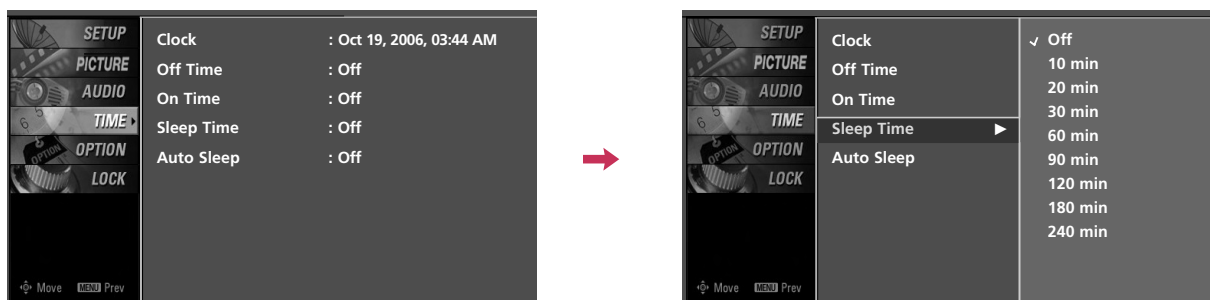 SETUP
PICTURE
AUDIO
TIME
OPTION
LOCK
Move MENU Prev
Clock : Oct 19, 2006, 03:44 AM
Off Time : Off
On Time : Off
Sleep Time : Off
Auto Sleep : Off
SETUP
PICTURE
AUDIO
TIME
OPTION
LOCK
Move MENU Prev
Clock
Off Time
On Time
Sleep Time
Auto Sleep
Off
10 min
20 min
30 min
60 min
90 min
120 min
180 min
240 min